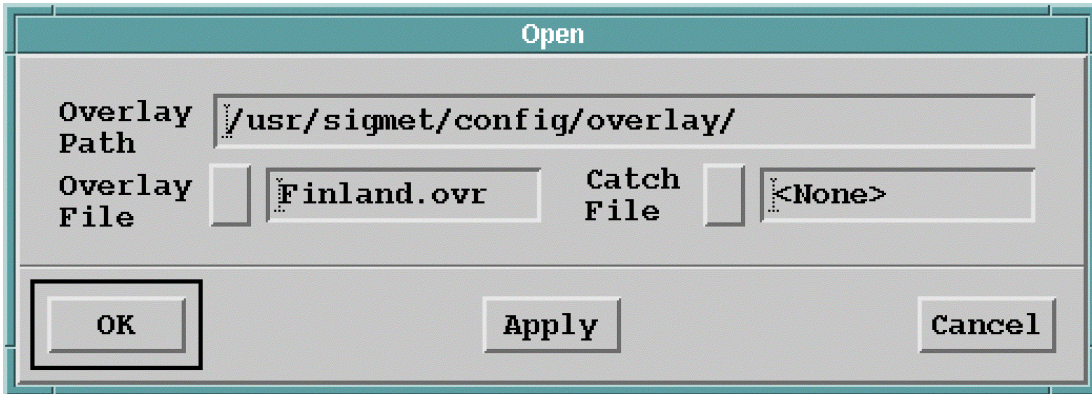 Open
Overlay
Path
/usr/sigmet/config/overlay/
Overlay
File
Finland.ovr
Catch
File
<None>
OK
Apply
Cancel